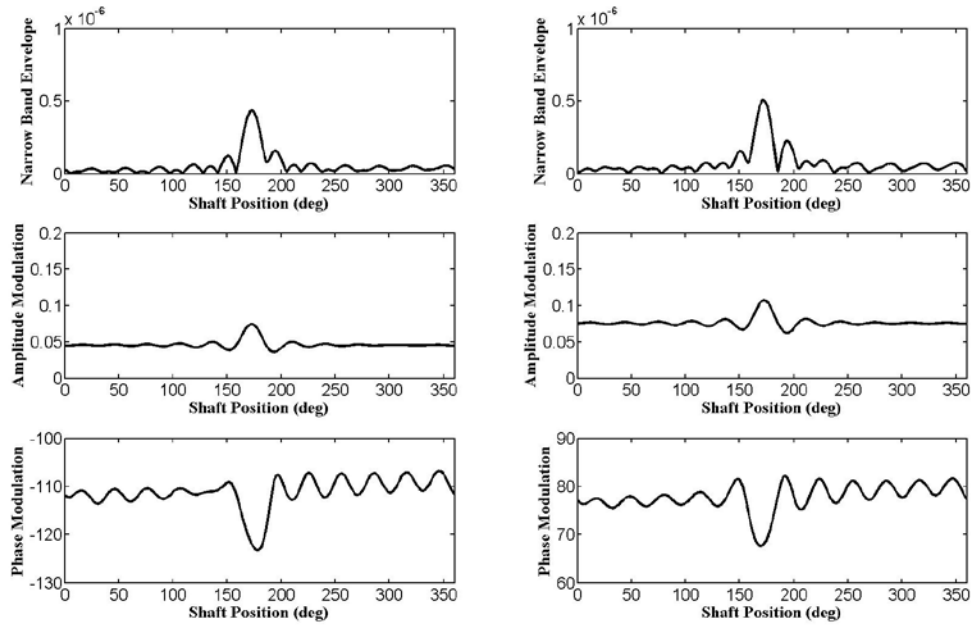 1 x 10-6
Narrow Band Envelope
1
0.5
0
0 50 100 150 200 250 300 350
Shaft Position (deg)
1 x 10-6
Narrow Band Envelope
1
0.5
0
0 50 100 150 200 250 300 350
Shaft Position (deg)
Amplitude Modulation
0.2
0.15
0.1
0.05
0
0 50 100 150 200 250 300 350
Shaft Position (deg)
Amplitude Modulation
0.2
0.15
0.1
0.05
0
0 50 100 150 200 250 300 350
Shaft Position (deg)
Phase Modulation
-100
-110
-120
-130
0 50 100 150 200 250 300 350
Shaft Position (deg)
Phase Modulation
90
80
70
60
0 50 100 150 200 250 300 350
Shaft Position (deg)